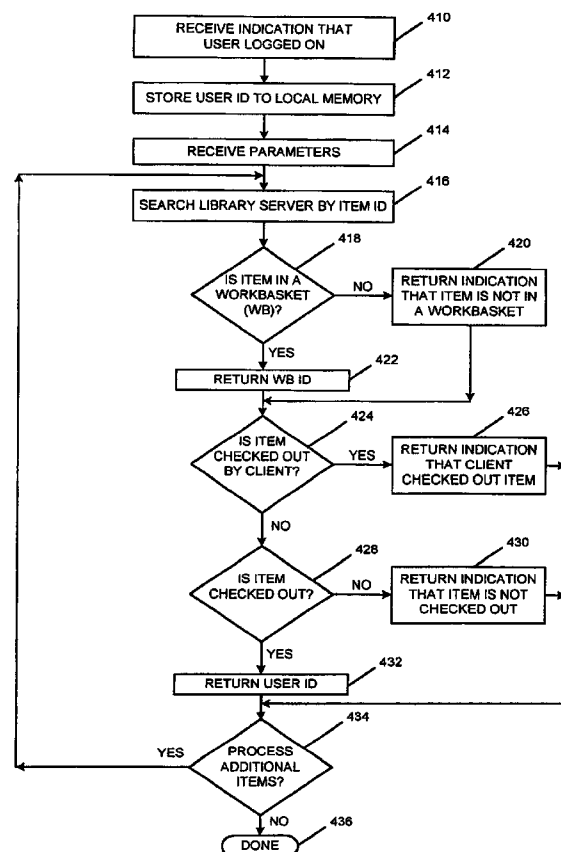 RECEIVE INDICATION THAT
USER LOGGED ON
410
STORE USER ID TO LOCAL MEMORY
412
RECEIVE PARAMETERS
414
SEARCH LIBRARY SERVER BY ITEM ID
416
IS ITEM IN A
WORKBASKET
(WB)?
418
NO
RETURN INDICATION
THAT ITEM IS NOT IN
A WORKBASKET
420
YES
RETURN WB ID
422
IS ITEM
CHECKED OUT
BY CLIENT?
424
YES
RETURN INDICATION
THAT CLIENT
CHECKED OUT ITEM
426
NO
IS ITEM
CHECKED OUT?
428
NO
RETURN INDICATION
THAT ITEM IS NOT
CHECKED OUT
430
YES
RETURN USER ID
432
PROCESS
ADDITIONAL
ITEMS?
434
YES
NO
DONE
436